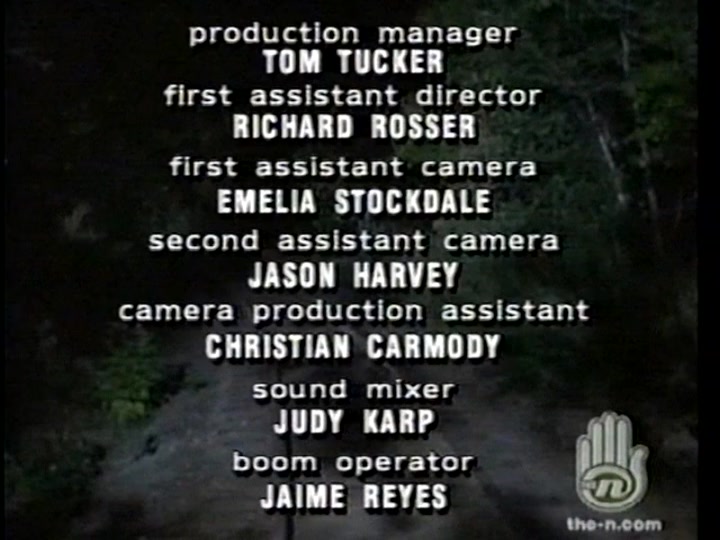 production manager
TOM TUCKER
first assistant director
RICHARD ROSSER
first assistant camera
EMELIA STOCKDALE
second assistant camera
JASON HARVEY
camera production assistant
CHRISTIAN CARMODY
sound mixer
JUDY KARP
boom operator
JAIME REYES
the n
the-n.com